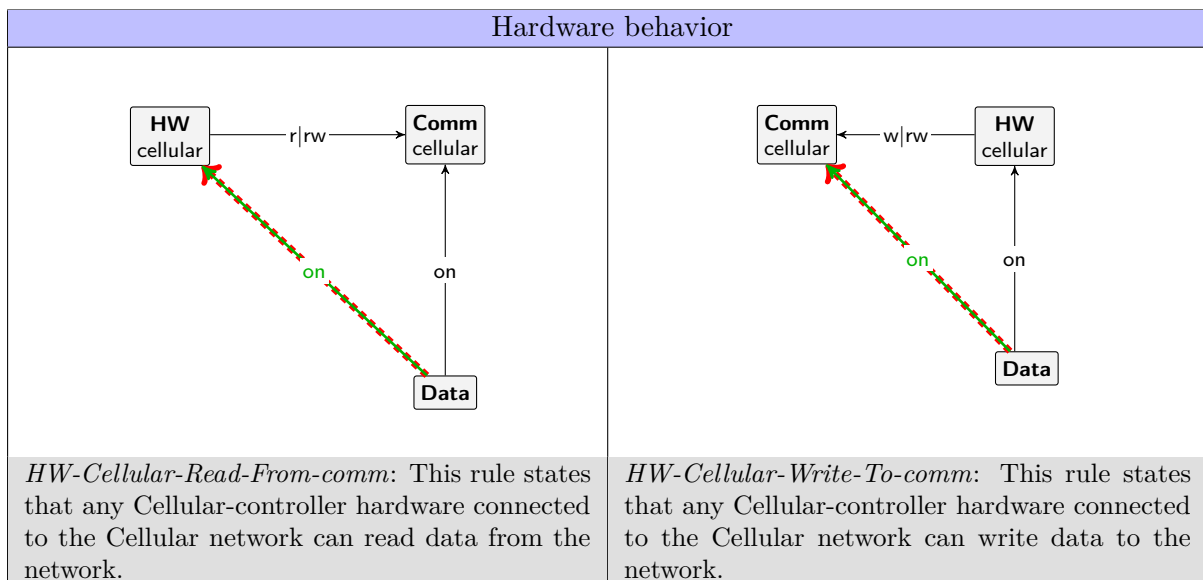 Hardware behavior
HW
cellular
r|rw
Comm
cellular
on
on
Data
Comm
cellular
w|rw
HW
cellular
on
on
Data
HW-Cellular-Read-From-comm: This rule states
that any Cellular-controller hardware connected
to the Cellular network can read data from the
network.
HW-Cellular-Write-To-comm: This rule states
that any Cellular-controller hardware connected
to the Cellular network can write data to the
network.